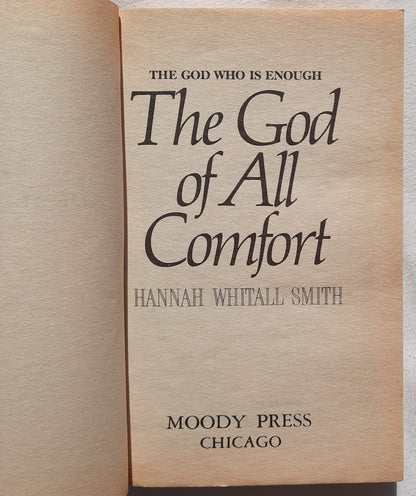 THE GOD WHO IS ENOUGH
The God
of All
Comfort
HANNAH WHITALL SMITH
MOODY PRESS
CHICAGO